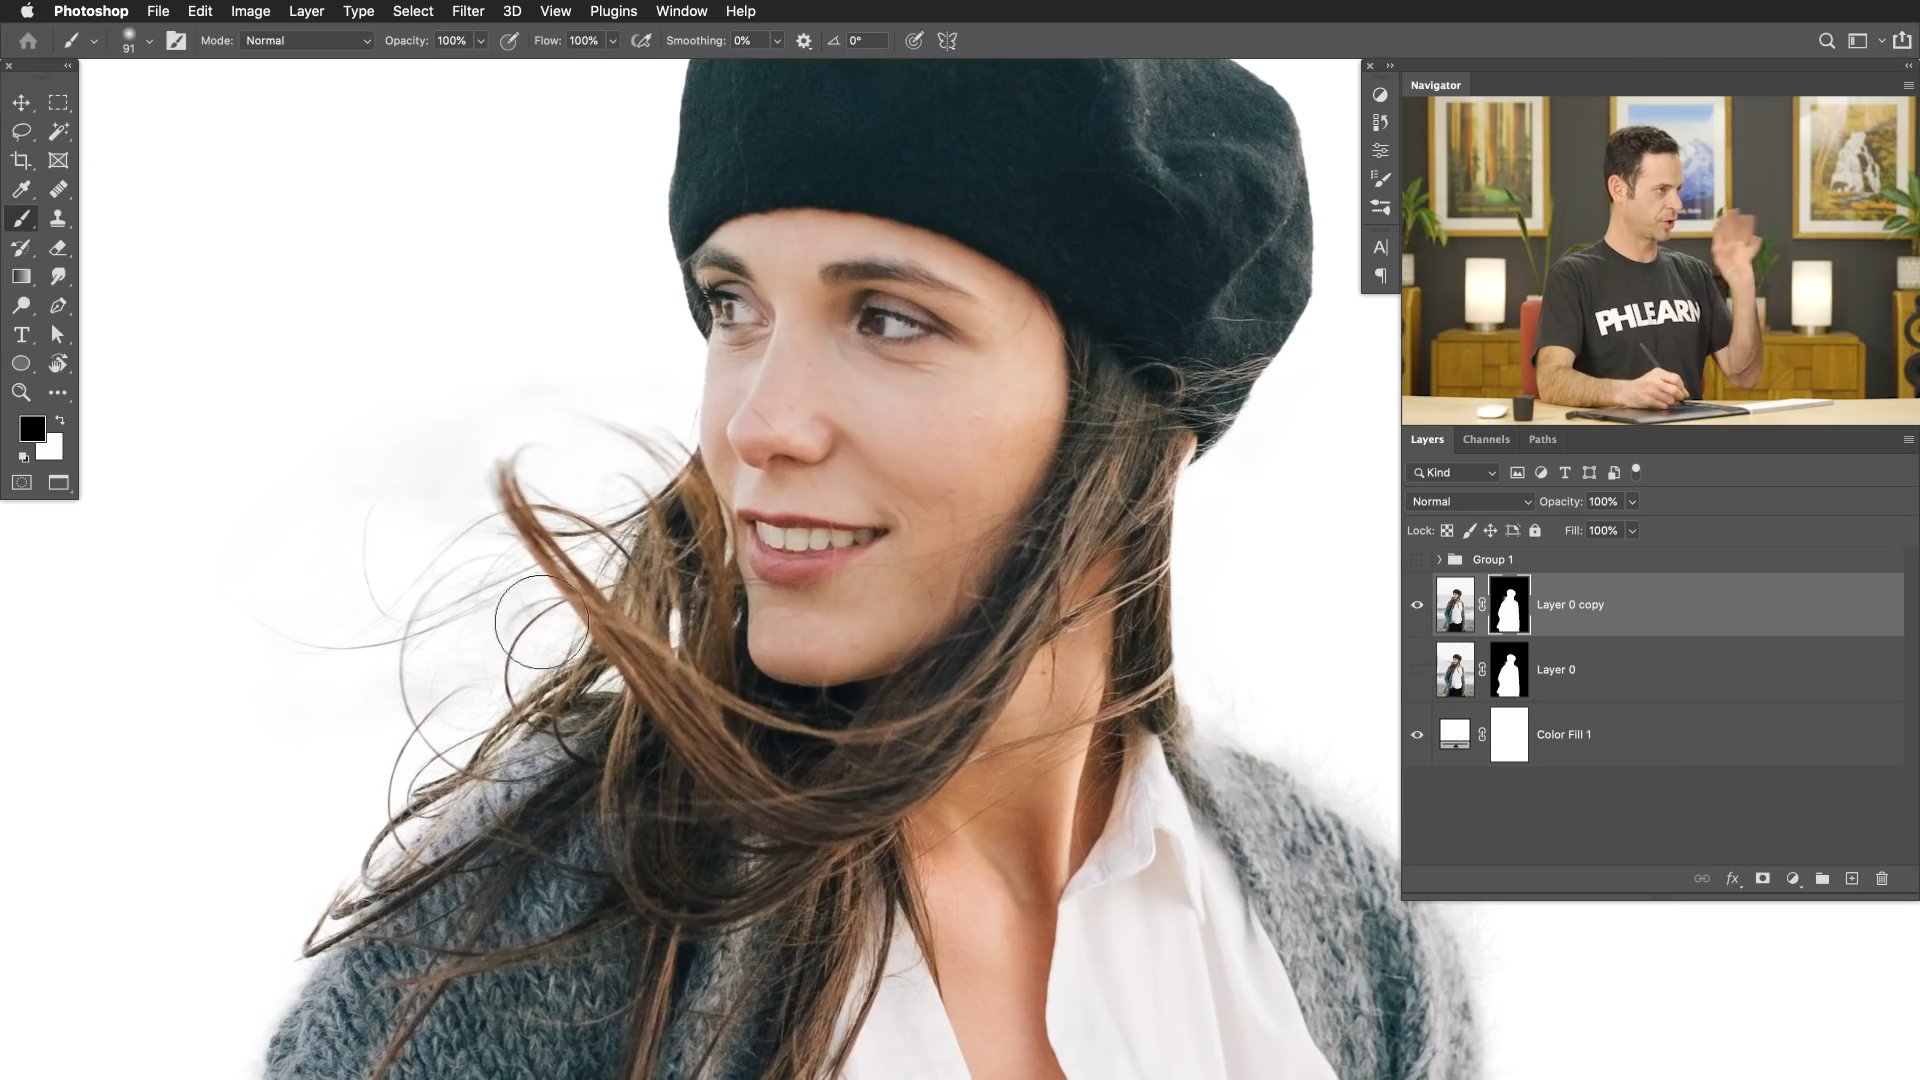 Photoshop File Edit Image Layer Type Select Filter 3D View Plugins Window Help
91 Mode: Normal Opacity: 100% Flow: 100% Smoothing: 0% 0°
Navigator
PHLEARN
Layers Channels Paths
Kind
Normal Opacity: 100%
Lock: Fill: 100%
Group 1
Layer 0 copy
Layer 0
Color Fill 1